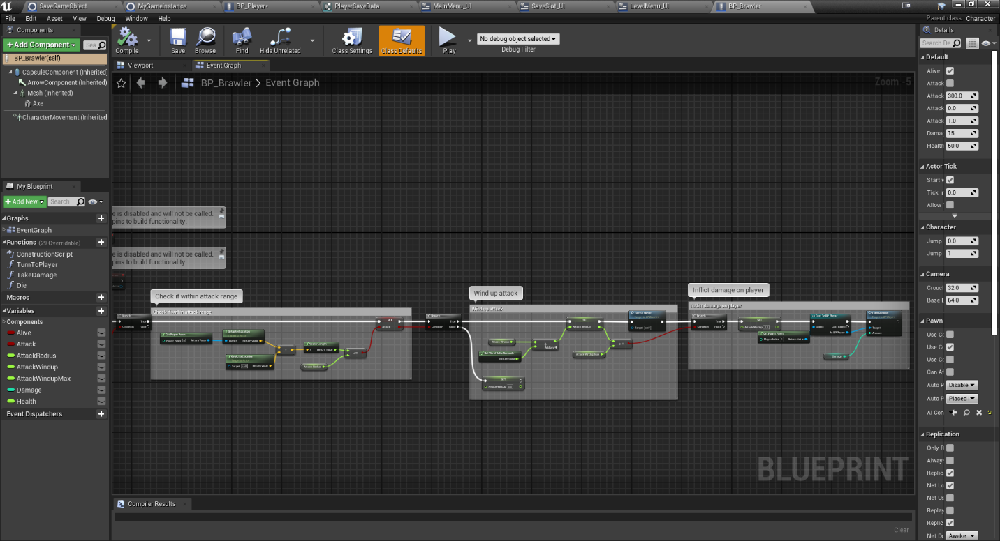 SaveGameObject
MyGameInstance
BP_Player*
PlayerSaveData
MainMenu_UI
SaveSlot_UI
LevelMenu_UI
BP_Brawler
File Edit Asset View Debug Window Help
Parent class: Character
Components
+Add Component
Sea
BP_Brawler(self)
CapsuleComponent (Inherited)
ArrowComponent (Inherited)
Mesh (Inherited)
Axe
CharacterMovement (Inherited
Compile
Save
Browse
Find
Hide Unrelated
Class Settings
Class Defaults
Play
No debug object selected
Debug Filter
Viewport
Event Graph
BP_Brawler > Event Graph
Zoom -5
My Blueprint
+Add New
Search
Graphs
EventGraph
Functions (29 Overridable)
ConstructionScript
TurnToPlayer
TakeDamage
Die
Macros
Variables
Components
Alive
Attack
AttackRadius
AttackWindup
AttackWindupMax
Damage
Health
Event Dispatchers
e is disabled and will not be called.
pins to build functionality.
e is disabled and will not be called.
pins to build functionality.
Check if within attack range
Check if within attack range
Branch
True
Condition
False
Get Player Pawn
Player Index 0
Return Value
GetActorLocation
Target
Return Value
GetActorLocation
Target self
Return Value
VectorLength
Return Value
Attack Radius
SET
Attack
Branch
True
Condition
False
Wind up attack
Wind up attack
Attack Windup
Get World Delta Seconds
Return Value
Add pin +
SET
Attack Windup
Attack Windup Max
SET
Attack Windup 0.0
Turn to Player
Target self
Inflict damage on player
Inflict damage on player
Branch
True
Condition
False
SET
Attack Windup 0.0
Get Player Pawn
Player Index 0
Return Value
Cast To BP_Player
Object
Cast Failed
As BP Player
Take Damage
Target
Amount
Damage
BLUEPRINT
Compiler Results
Clear
Details
Search De
Default
Alive
Attack
Attack 300.0
Attack 0.0
Attack 1.0
Damac 15
Health 50.0
Actor Tick
Start v
Tick Ir 0.0
Allow
Character
Jump 0.0
Jump 1
Camera
Crouch 32.0
Base E 64.0
Pawn
Use Co
Use Co
Use Co
Can Af
Auto P Disabled
Auto P Placed i
AI Con
Replication
Only R
Always
Replic
Net Lo
Net Us
Replay
Replic
Net Do Awake